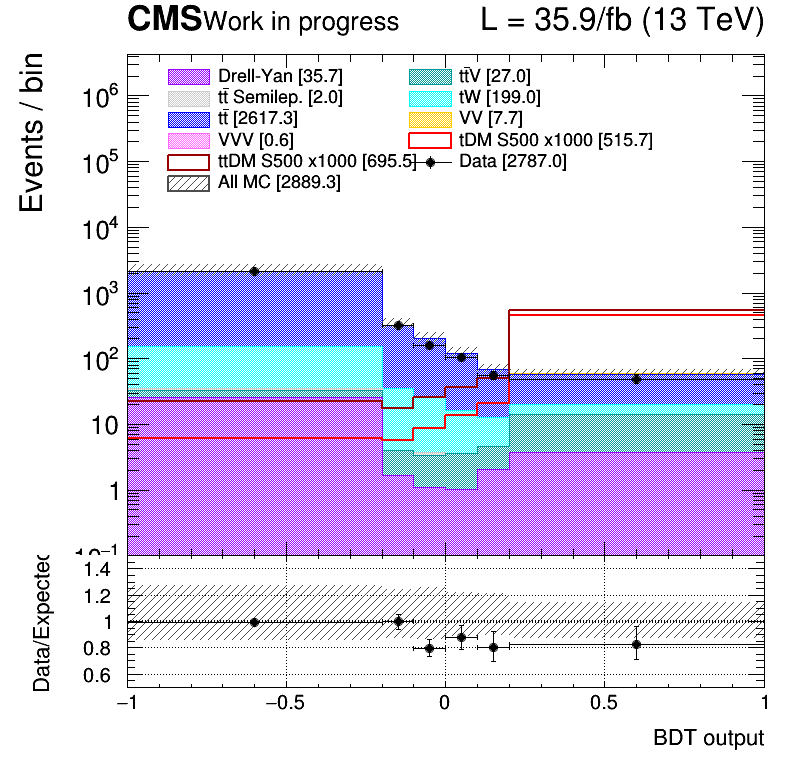 CMS Work in progress L = 35.9/fb (13 TeV)
Events / bin
Drell-Yan [35.7] tt̄V [27.0]
tt̄ Semilep. [2.0] tW [199.0]
tt̄ [2617.3] VV [7.7]
VVV [0.6] tDM S500 x1000 [515.7]
ttDM S500 x1000 [695.5] Data [2787.0]
All MC [2889.3]
10⁶
10⁵
10⁴
10³
10²
10
1
10⁻¹
Data/Expected
1.4
1.2
1
0.8
0.6
−1 −0.5 0 0.5 1
BDT output